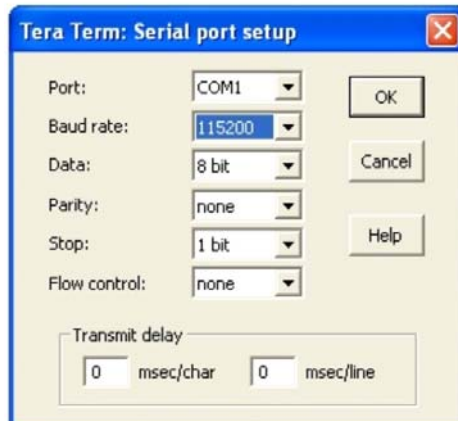 Tera Term: Serial port setup
Port: COM1 OK
Baud rate: 115200
Data: 8 bit Cancel
Parity: none
Stop: 1 bit Help
Flow control: none
Transmit delay
0 msec/char 0 msec/line